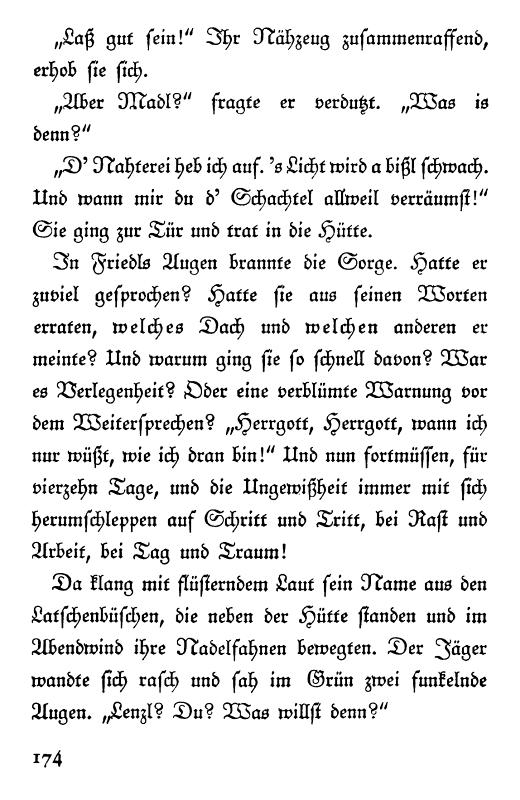 „Laß gut sein!“ Ihr Nähzeug zusammenraffend,
erhob sie sich.
„Aber Madl?“ fragte er verdutzt. „Was is
denn?“
„D’ Nahterei heb ich auf. ’s Licht wird a bißl schwach.
Und wann mir du d’ Schachtel allweil verräumst!“
Sie ging zur Tür und trat in die Hütte.
In Friedls Augen brannte die Sorge. Hatte er
zuviel gesprochen? Hatte sie aus seinen Worten
erraten, welches Dach und welchen anderen er
meinte? Und warum ging sie so schnell davon? War
es Verlegenheit? Oder eine verblümte Warnung vor
dem Weitersprechen? „Herrgott, Herrgott, wann ich
nur wüßt, wie ich dran bin!“ Und nun fortmüssen, für
vierzehn Tage, und die Ungewißheit immer mit sich
herumschleppen auf Schritt und Tritt, bei Rast und
Arbeit, bei Tag und Traum!
Da klang mit flüsterndem Laut sein Name aus den
Latschenbüschen, die neben der Hütte standen und im
Abendwind ihre Nadelfahnen bewegten. Der Jäger
wandte sich rasch und sah im Grün zwei funkelnde
Augen. „Lenzl? Du? Was willst denn?“
174